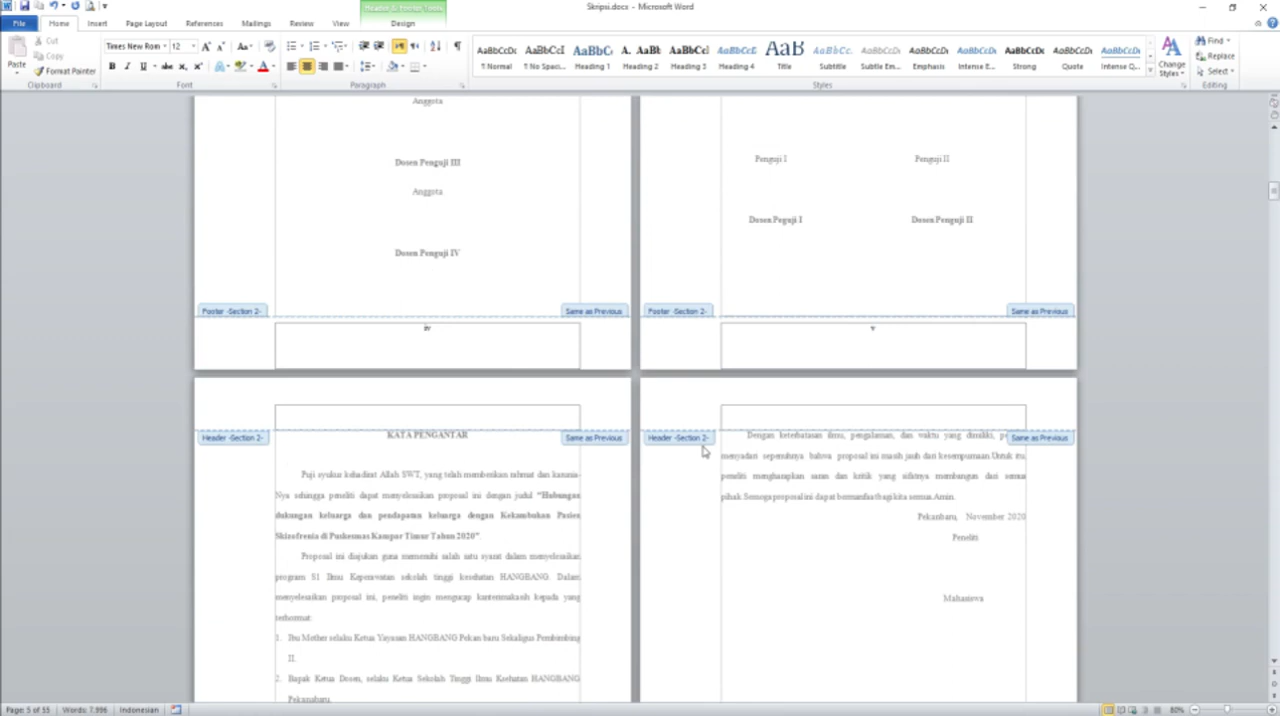 Skripsi.docx - Microsoft Word
Header & Footer Tools
File Home Insert Page Layout References Mailings Review View Design
Paste
Cut
Copy
Format Painter
Clipboard
Times New Rom 12
Font
Paragraph
AaBbCcDc AaBbCcI AaBbC A. AaBt AaBbCcI AaBbCcE AaB AaBbCc. AaBbCcDc AaBbCcDc AaBbCcDc AaBbCcDc AaBbCcDc AaBbCcDc
¶ Normal ¶ No Spaci... Heading 1 Heading 2 Heading 3 Heading 4 Title Subtitle Subtle Em... Emphasis Intense E... Strong Quote Intense Q...
Styles
Change Styles
Find
Replace
Select
Editing
Anggota
Dosen Penguji III
Anggota
Dosen Penguji IV
Footer -Section 2- Same as Previous
iv
Penguji I Penguji II
Dosen Peguji I Dosen Penguji II
Footer -Section 2- Same as Previous
v
Header -Section 2- Same as Previous
KATA PENGANTAR
Puji syukur kehadirat Allah SWT, yang telah memberikan rahmat dan karunia-
Nya sehingga peneliti dapat menyelesaikan proposal ini dengan judul "Hubungan
dukungan keluarga dan pendapatan keluarga dengan Kekambuhan Pasien
Skizofrenia di Puskesmas Kampar Timur Tahun 2020".
Proposal ini diajukan guna memenuhi salah satu syarat dalam menyelesaikan
program S1 Ilmu Keperawatan sekolah tinggi kesehatan HANGBANG. Dalam
menyelesaikan proposal ini, peneliti ingin mengucap kanterimakasih kepada yang
terhormat:
1. Ibu Mother selaku Ketua Yayasan HANGBANG Pekan baru Sekaligus Pembimbing
II.
2. Bapak Ketua Dosen, selaku Ketua Sekolah Tinggi Ilmu Ksehatan HANGBANG
Pekanabaru.
Header -Section 2- Same as Previous
Dengan keterbatasan ilmu, pengalaman, dan waktu yang dimiliki,
menyadari sepenuhnya bahwa proposal ini masih jauh dari kesempurnaan.Untuk itu
peneliti mengharapkan saran dan kritik yang sifatnya membangun dari semua
pihak.Semoga proposal ini dapat bermanfaat bagi kita semua.Amin.
Pekanbaru, November 2020
Peneliti
Mahasiswa
Page: 5 of 55 Words: 7.996 Indonesian 80%